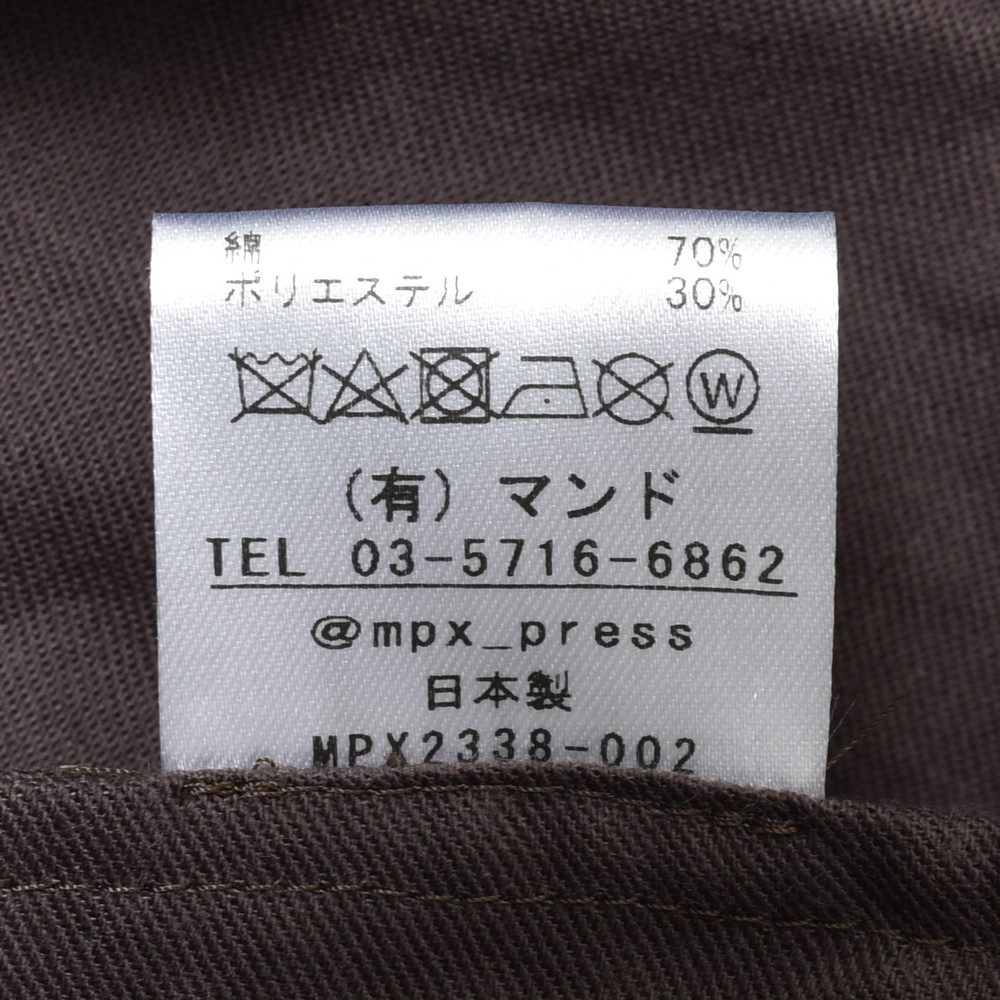 綿 70%
ポリエステル 30%
W
(有) マンド
TEL 03-5716-6862
@mpx_press
日本製
MPX2338-002